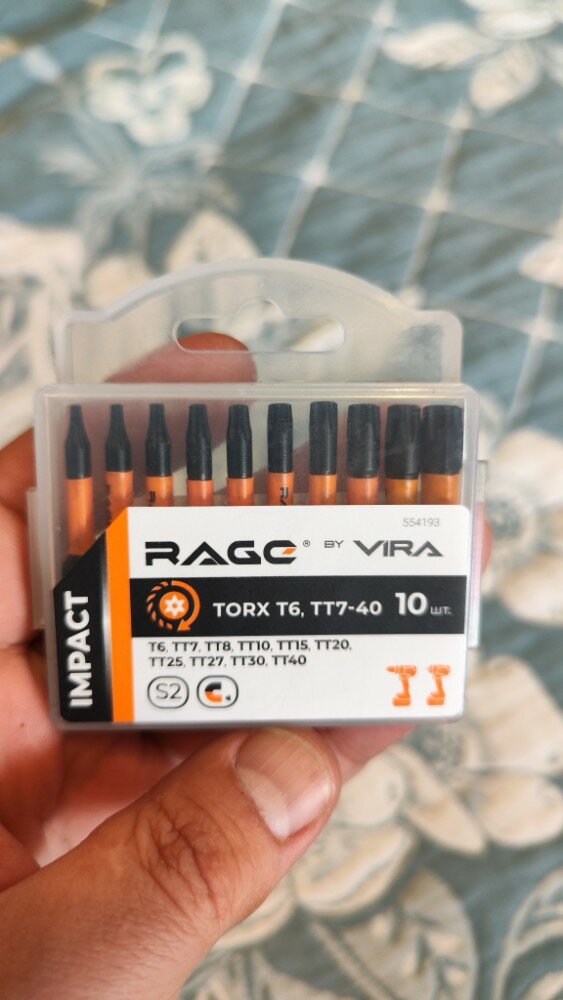 554193
RAGE® BY VIRA
TORX T6, TT7-40 10 шт.
T6, TT7, TT8, TT10, TT15, TT20,
TT25, TT27, TT30, TT40
S2
IMPACT